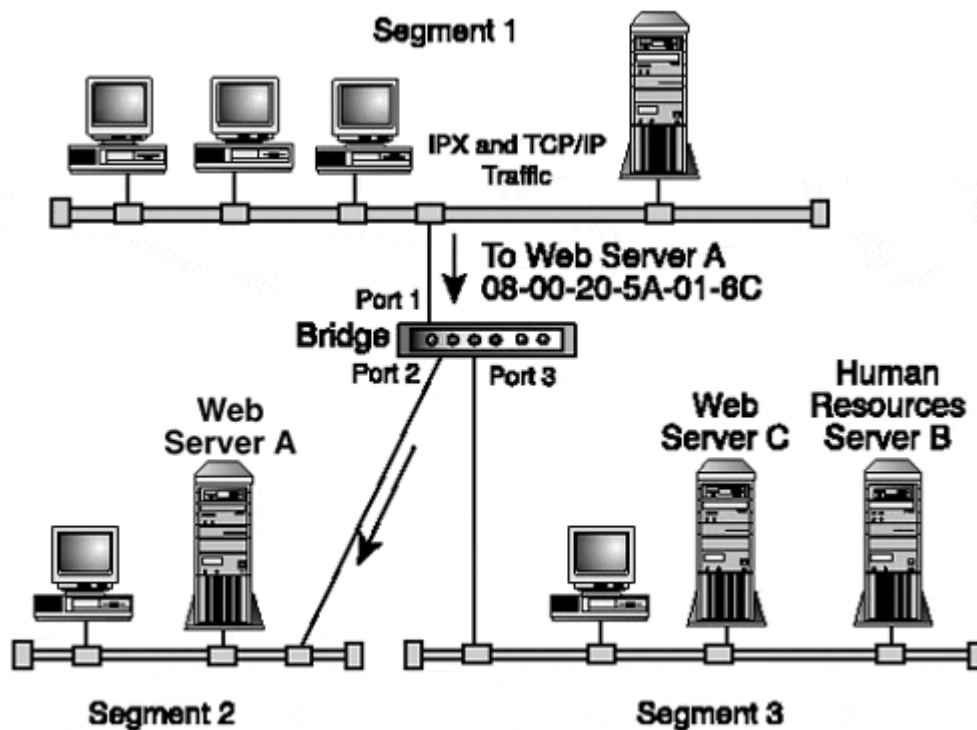 Segment 1
IPX and TCP/IP
Traffic
To Web Server A
08-00-20-5A-01-6C
Port 1
Bridge
Port 2
Port 3
Web
Server A
Web
Server C
Human
Resources
Server B
Segment 2
Segment 3